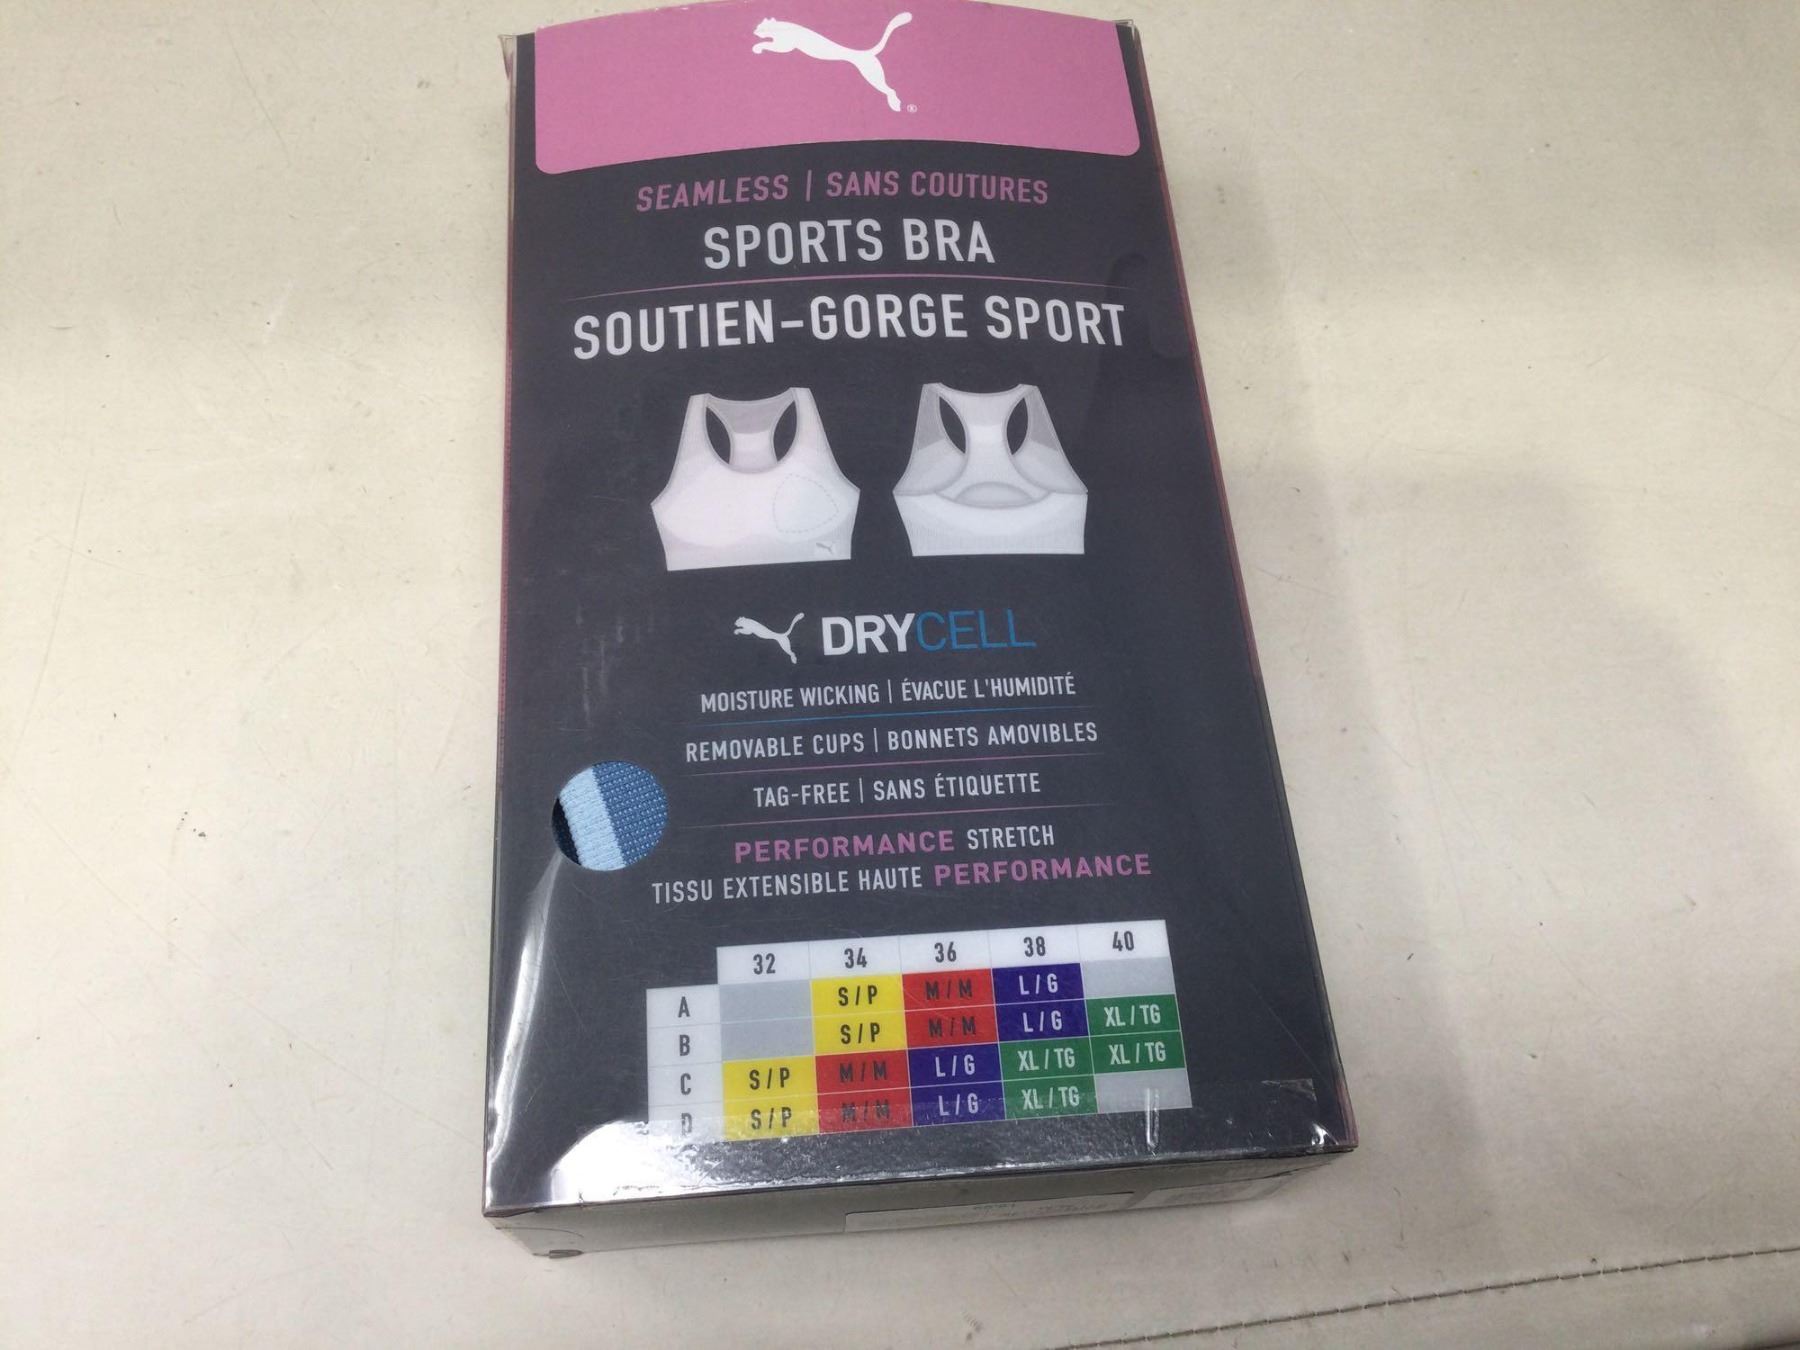 SEAMLESS | SANS COUTURES
SPORTS BRA
SOUTIEN-GORGE SPORT
DRYCELL
MOISTURE WICKING | ÉVACUE L'HUMIDITÉ
REMOVABLE CUPS | BONNETS AMOVIBLES
TAG-FREE | SANS ÉTIQUETTE
PERFORMANCE STRETCH
TISSU EXTENSIBLE HAUTE PERFORMANCE
32 34 36 38 40
A S/P M/M L/G
B S/P M/M L/G XL/TG
C S/P M/M L/G XL/TG XL/TG
D S/P M/M L/G XL/TG